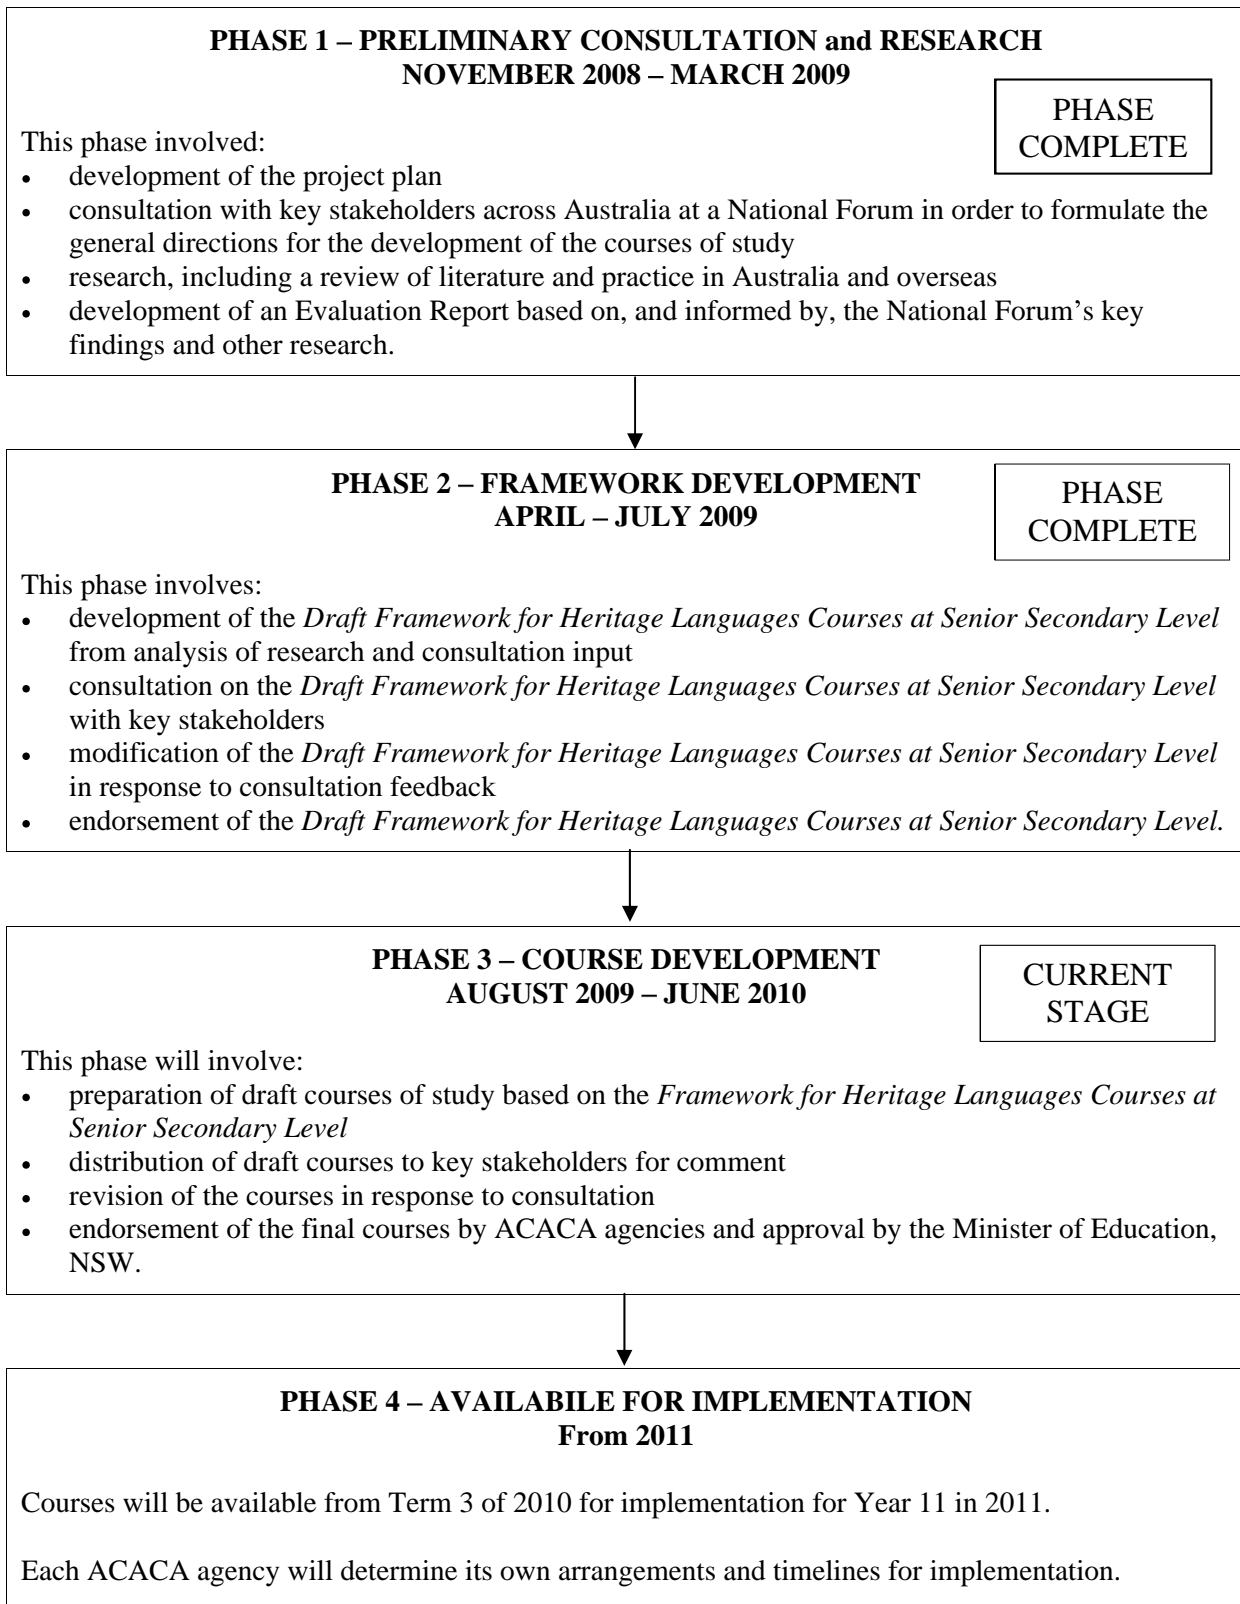 PHASE 1 – PRELIMINARY CONSULTATION and RESEARCH
NOVEMBER 2008 – MARCH 2009
PHASE
COMPLETE
This phase involved:
• development of the project plan
• consultation with key stakeholders across Australia at a National Forum in order to formulate the
general directions for the development of the courses of study
• research, including a review of literature and practice in Australia and overseas
• development of an Evaluation Report based on, and informed by, the National Forum’s key
findings and other research.
PHASE 2 – FRAMEWORK DEVELOPMENT
APRIL – JULY 2009
PHASE
COMPLETE
This phase involves:
• development of the Draft Framework for Heritage Languages Courses at Senior Secondary Level
from analysis of research and consultation input
• consultation on the Draft Framework for Heritage Languages Courses at Senior Secondary Level
with key stakeholders
• modification of the Draft Framework for Heritage Languages Courses at Senior Secondary Level
in response to consultation feedback
• endorsement of the Draft Framework for Heritage Languages Courses at Senior Secondary Level.
PHASE 3 – COURSE DEVELOPMENT
AUGUST 2009 – JUNE 2010
CURRENT
STAGE
This phase will involve:
• preparation of draft courses of study based on the Framework for Heritage Languages Courses at
Senior Secondary Level
• distribution of draft courses to key stakeholders for comment
• revision of the courses in response to consultation
• endorsement of the final courses by ACACA agencies and approval by the Minister of Education,
NSW.
PHASE 4 – AVAILABILE FOR IMPLEMENTATION
From 2011
Courses will be available from Term 3 of 2010 for implementation for Year 11 in 2011.
Each ACACA agency will determine its own arrangements and timelines for implementation.